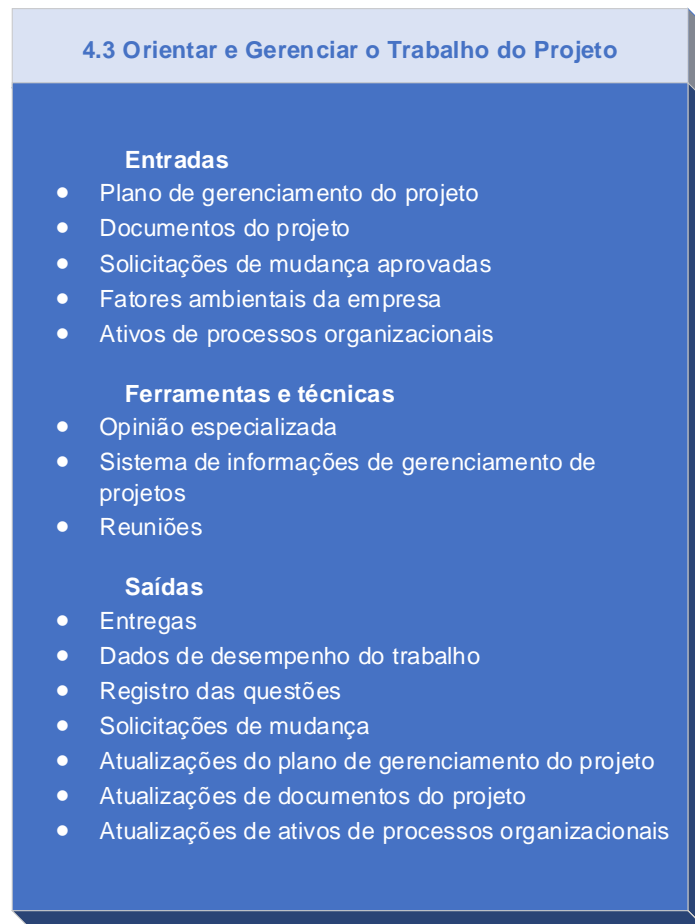 4.3 Orientar e Gerenciar o Trabalho do Projeto
Entradas
• Plano de gerenciamento do projeto
• Documentos do projeto
• Solicitações de mudança aprovadas
• Fatores ambientais da empresa
• Ativos de processos organizacionais
Ferramentas e técnicas
• Opinião especializada
• Sistema de informações de gerenciamento de
projetos
• Reuniões
Saídas
• Entregas
• Dados de desempenho do trabalho
• Registro das questões
• Solicitações de mudança
• Atualizações do plano de gerenciamento do projeto
• Atualizações de documentos do projeto
• Atualizações de ativos de processos organizacionais